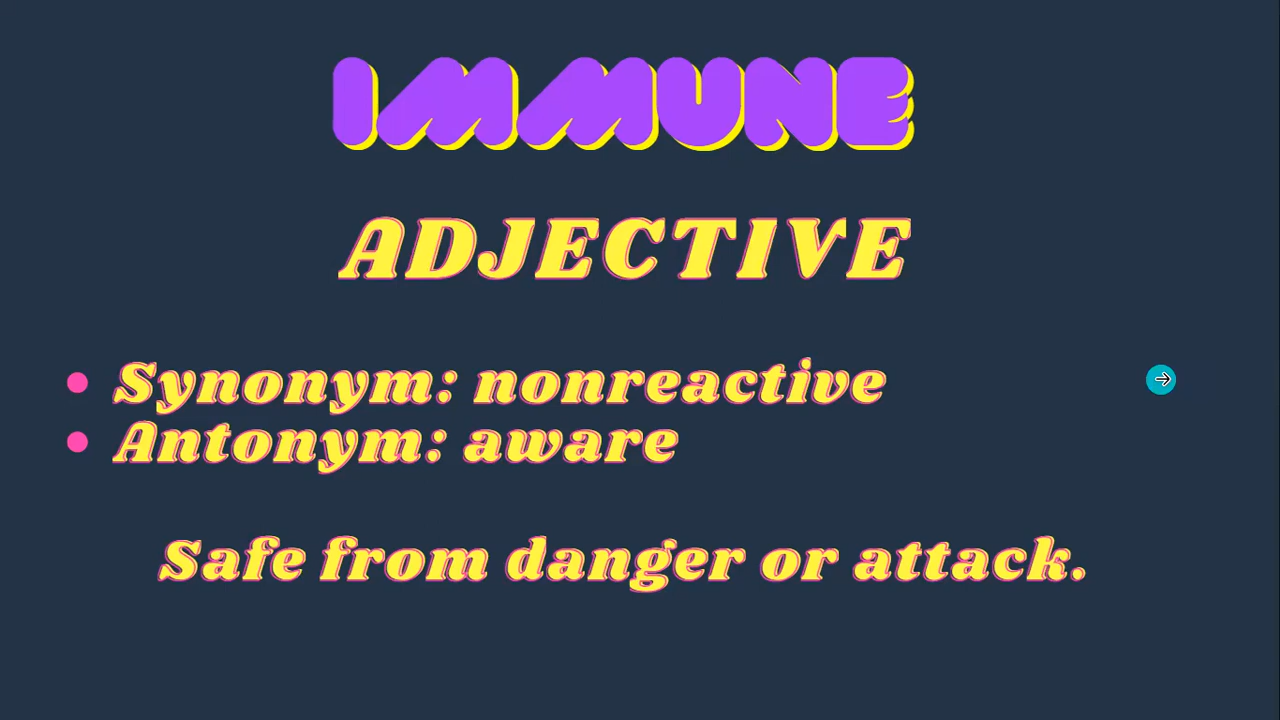 IMMUNE
ADJECTIVE
• Synonym: nonreactive
• Antonym: aware
Safe from danger or attack.